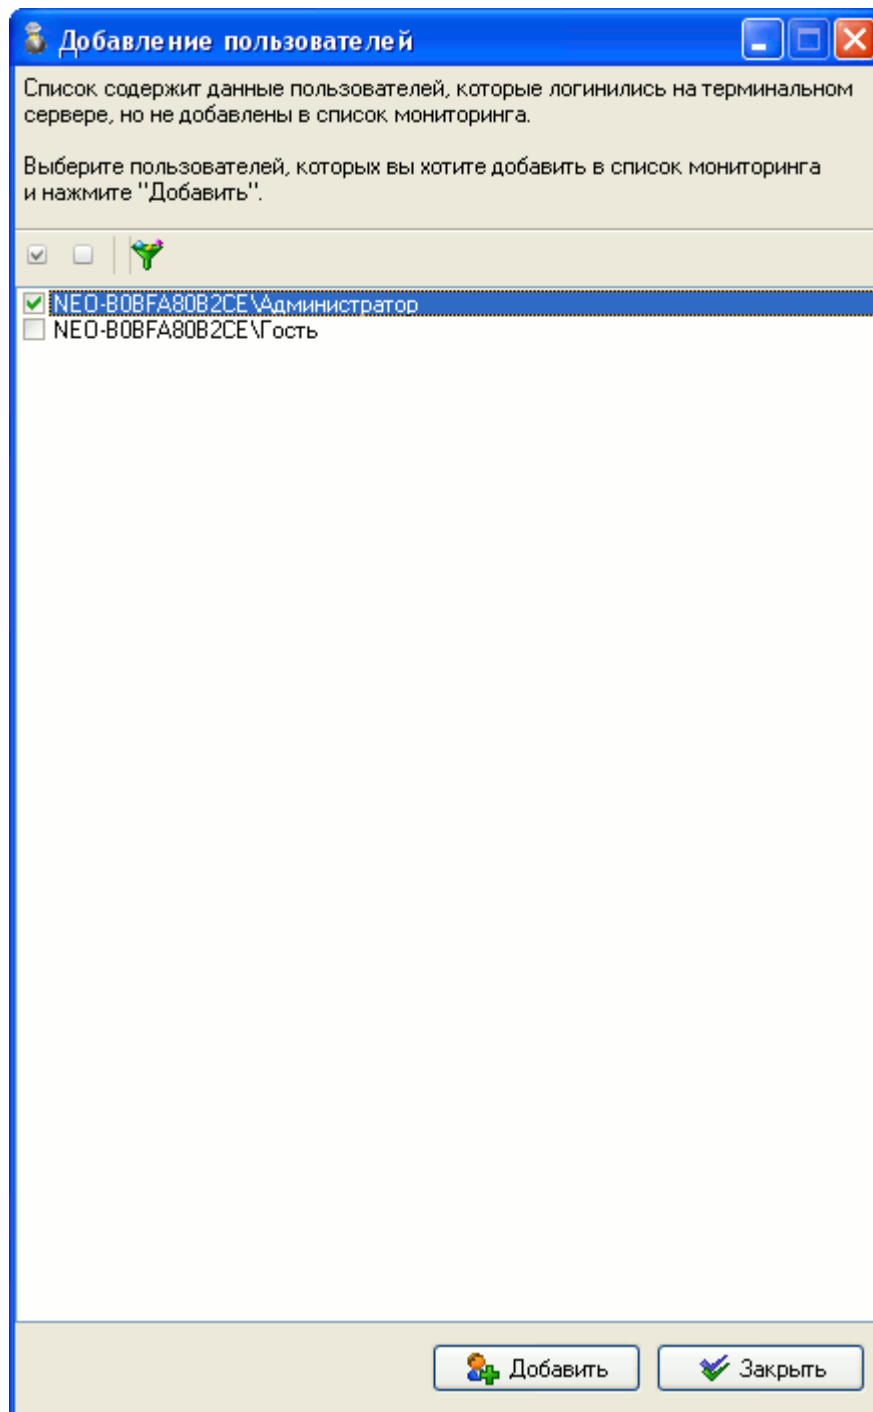 Добавление пользователей
Список содержит данные пользователей, которые логинились на терминальном
сервере, но не добавлены в список мониторинга.
Выберите пользователей, которых вы хотите добавить в список мониторинга
и нажмите "Добавить".
NEO-B0BFA80B2CE\Администратор
NEO-B0BFA80B2CE\Гость
Добавить
Закрыть